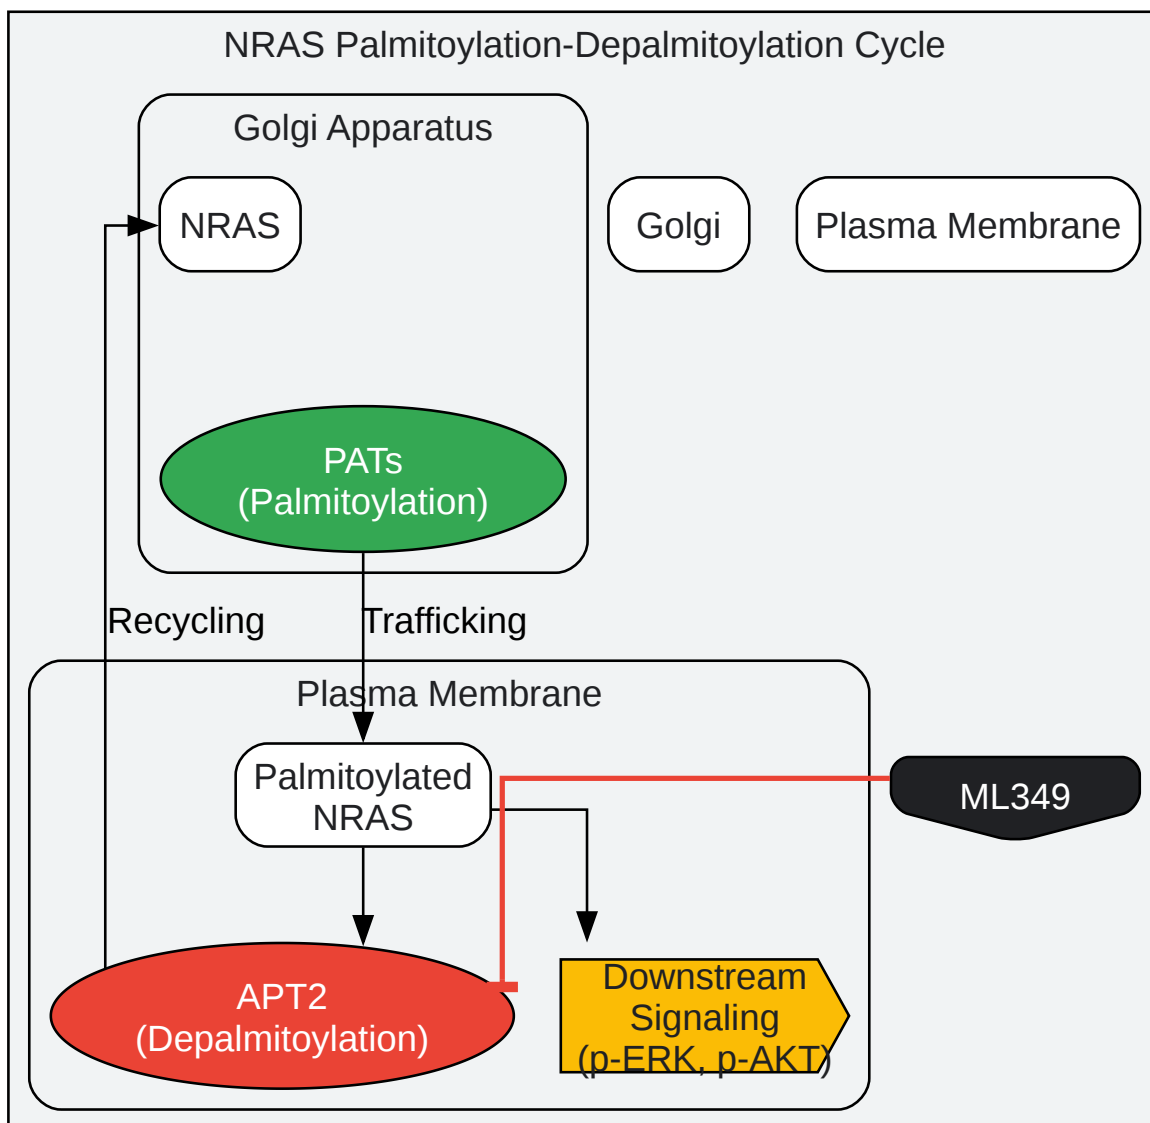 NRAS Palmitoylation-Depalmitoylation Cycle
Golgi Apparatus
NRAS
Golgi
Plasma Membrane
PATs
(Palmitoylation)
Recycling
Trafficking
Plasma Membrane
Palmitoylated
NRAS
ML349
APT2
(Depalmitoylation)
Downstream
Signaling
(p-ERK, p-AKT)